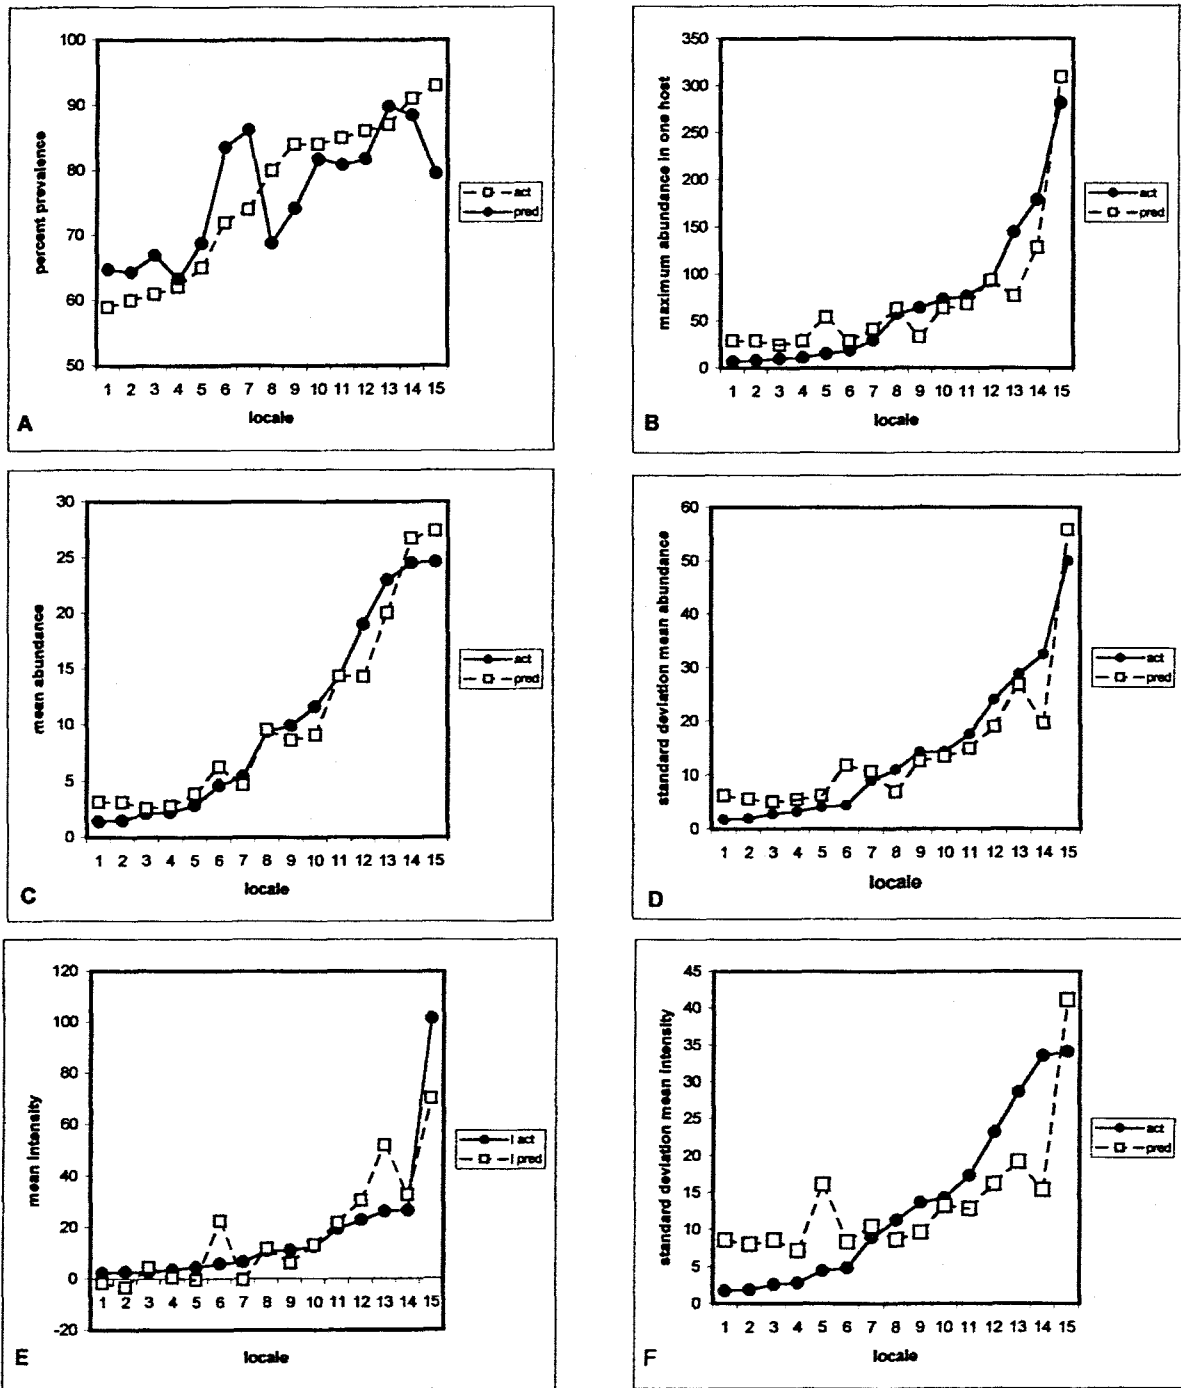 100
90
80
70
60
50
percent prevalence
1 2 3 4 5 6 7 8 9 10 11 12 13 14 15
locale
act
pred
A
350
300
250
200
150
100
50
0
maximum abundance in one host
1 2 3 4 5 6 7 8 9 10 11 12 13 14 15
locale
act
pred
B
30
25
20
15
10
5
0
mean abundance
1 2 3 4 5 6 7 8 9 10 11 12 13 14 15
locale
act
pred
C
60
50
40
30
20
10
0
standard deviation mean abundance
1 2 3 4 5 6 7 8 9 10 11 12 13 14 15
locale
act
pred
D
120
100
80
60
40
20
0
-20
mean intensity
1 2 3 4 5 6 7 8 9 10 11 12 13 14 15
locale
I act
I pred
E
45
40
35
30
25
20
15
10
5
0
standard deviation mean intensity
1 2 3 4 5 6 7 8 9 10 11 12 13 14 15
locale
act
pred
F